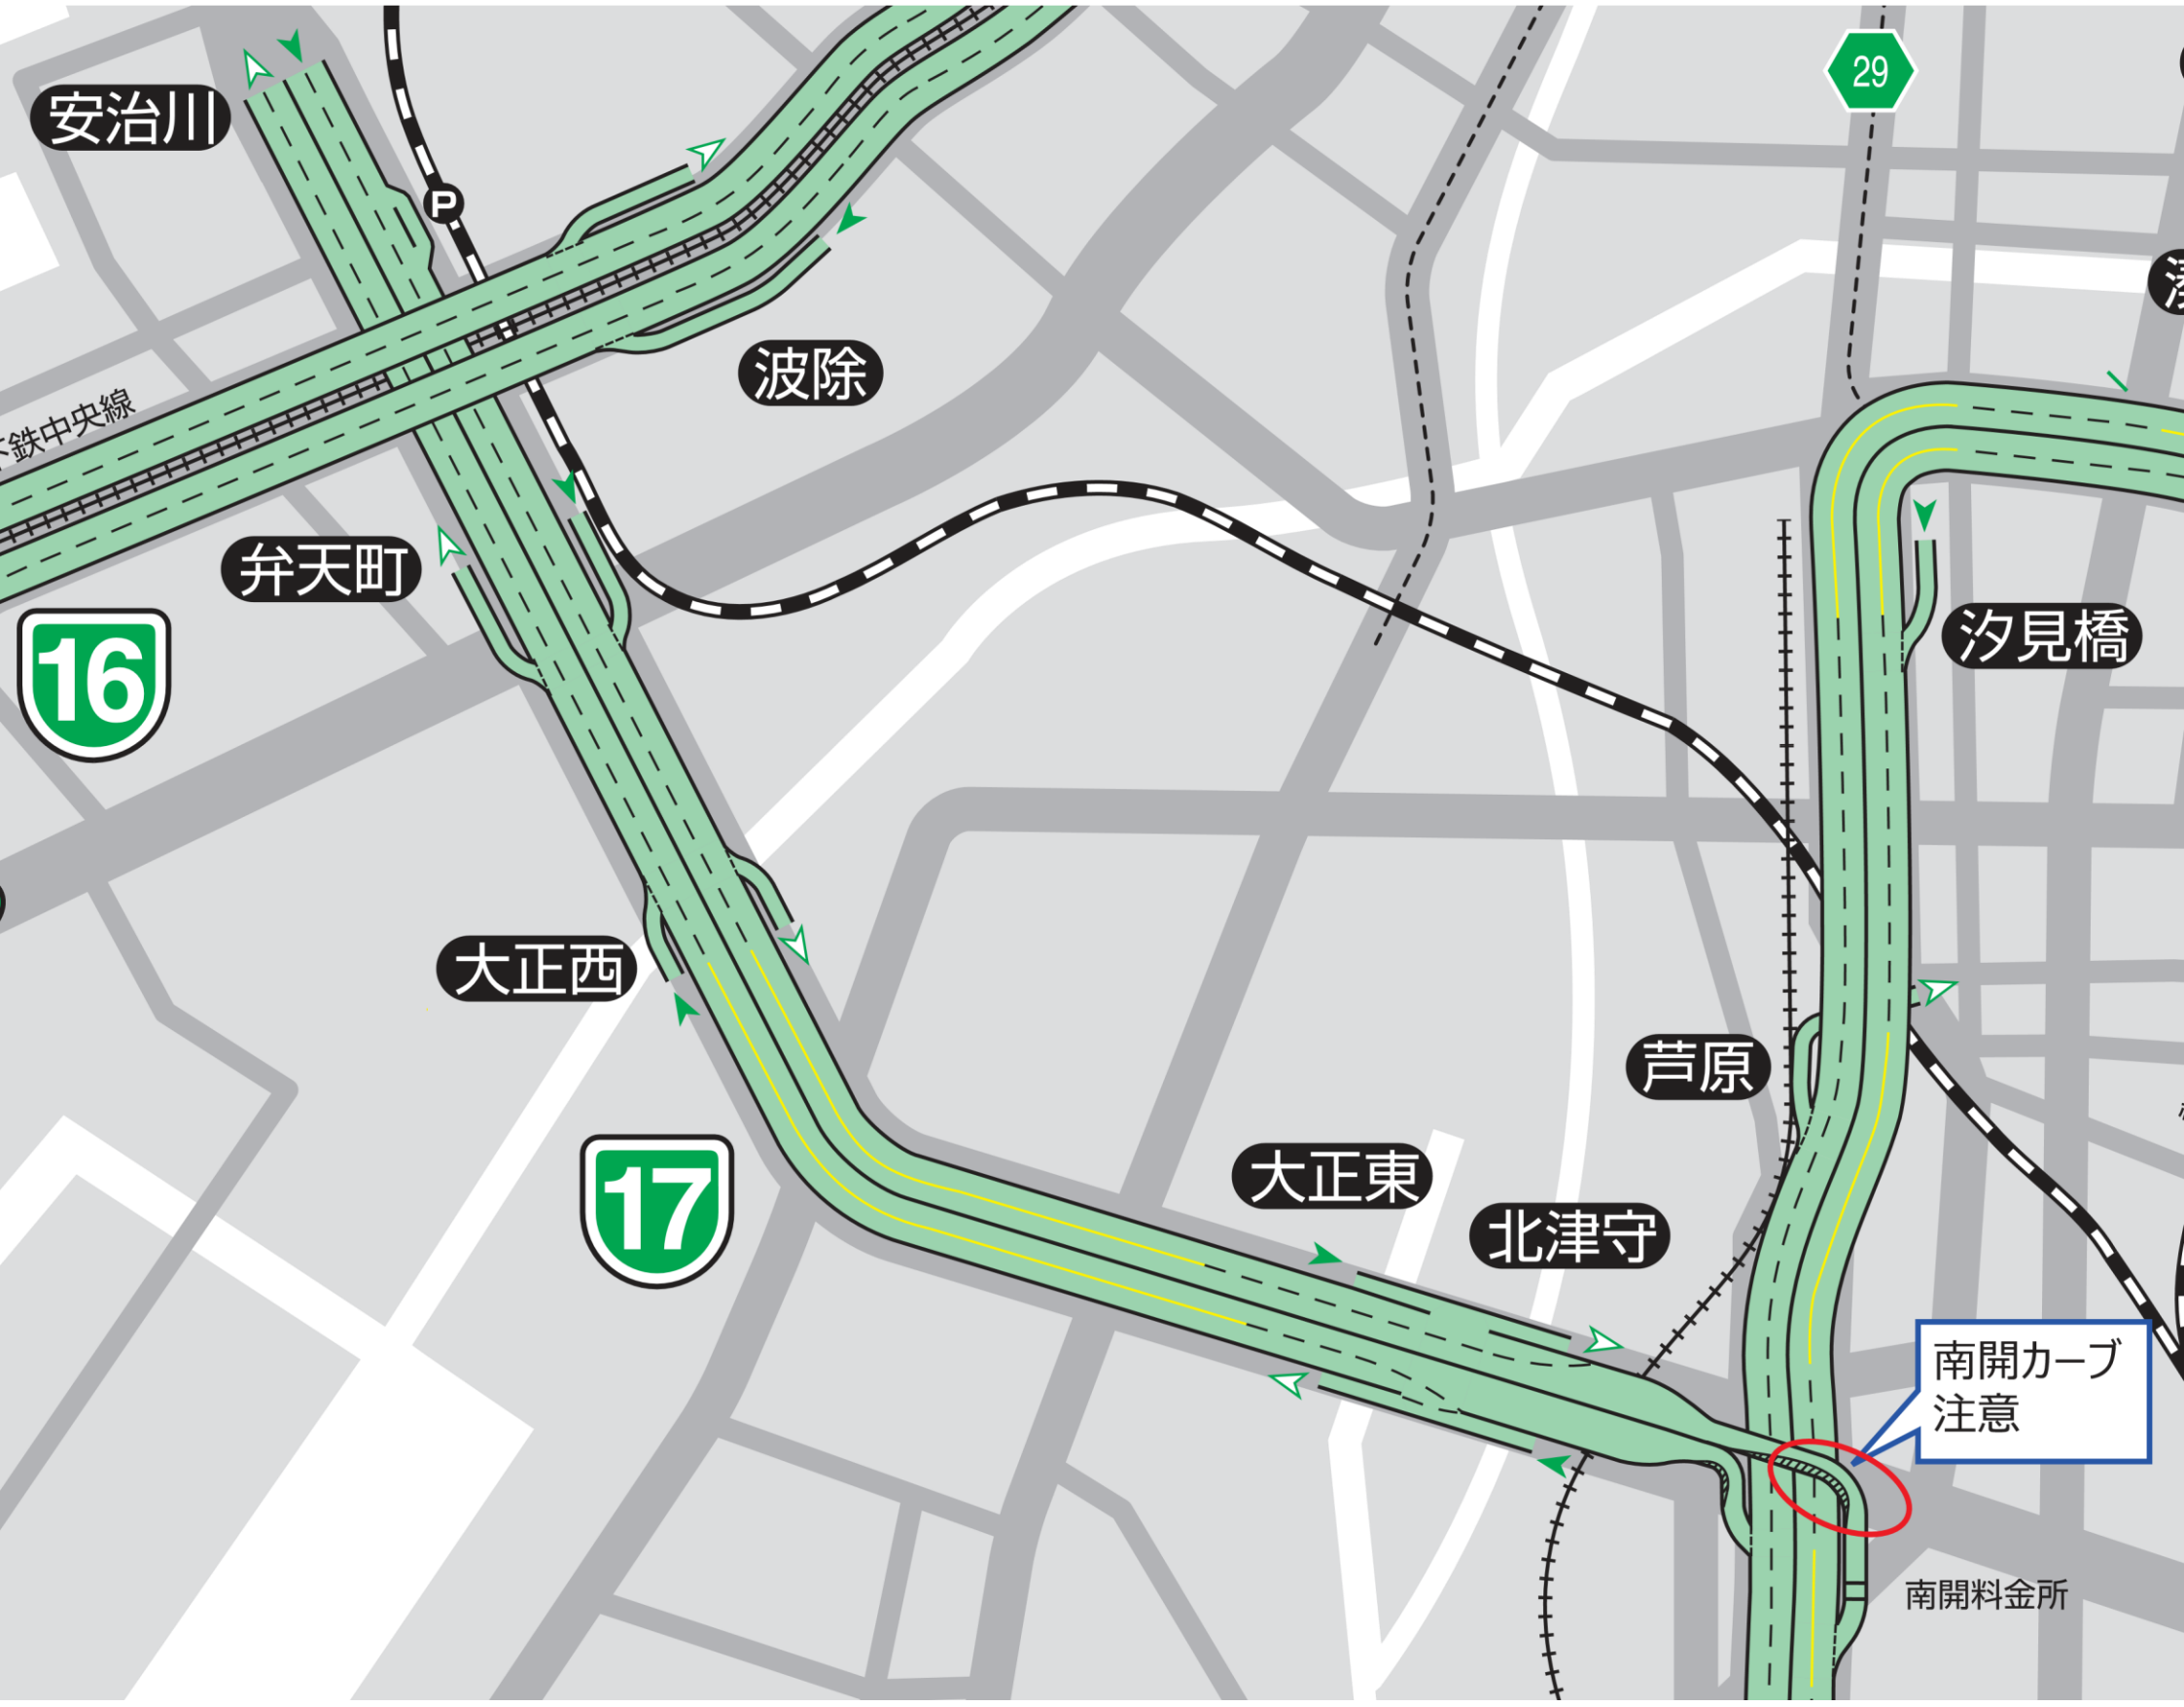 29
安治川
P
波除
鉄中央線
弁天町
16
汐見橋
大正西
芦原
17
大正東
北津守
南開カーブ
注意
南開料金所